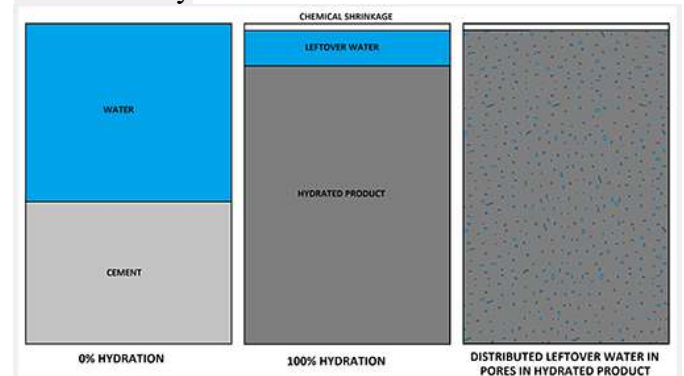 CHEMICAL SHRINKAGE
WATER
CEMENT
LEFTOVER WATER
HYDRATED PRODUCT
0% HYDRATION
100% HYDRATION
DISTRIBUTED LEFTOVER WATER IN
PORES IN HYDRATED PRODUCT